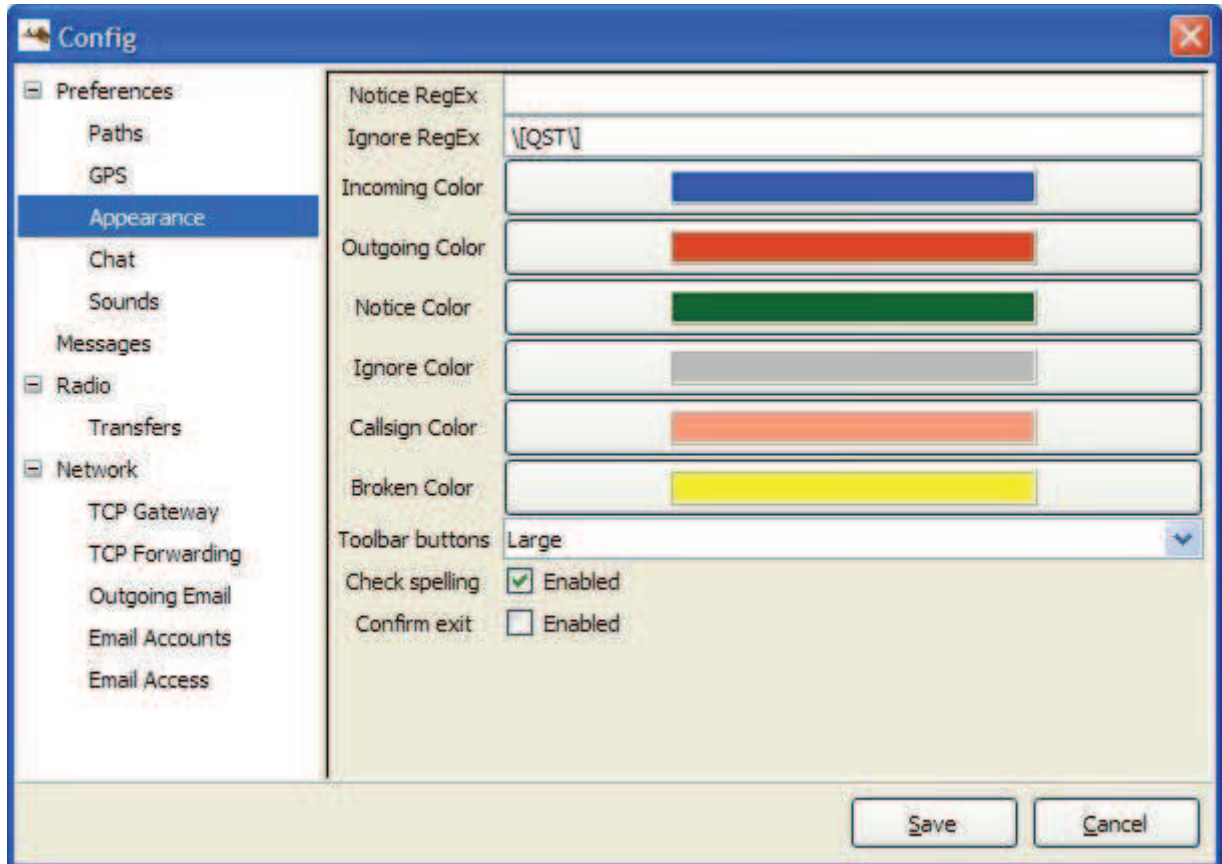 Config
Preferences
Paths
GPS
Appearance
Chat
Sounds
Messages
Radio
Transfers
Network
TCP Gateway
TCP Forwarding
Outgoing Email
Email Accounts
Email Access
Notice RegEx
Ignore RegEx \[QST\]
Incoming Color
Outgoing Color
Notice Color
Ignore Color
Callsign Color
Broken Color
Toolbar buttons Large
Check spelling Enabled
Confirm exit Enabled
Save Cancel